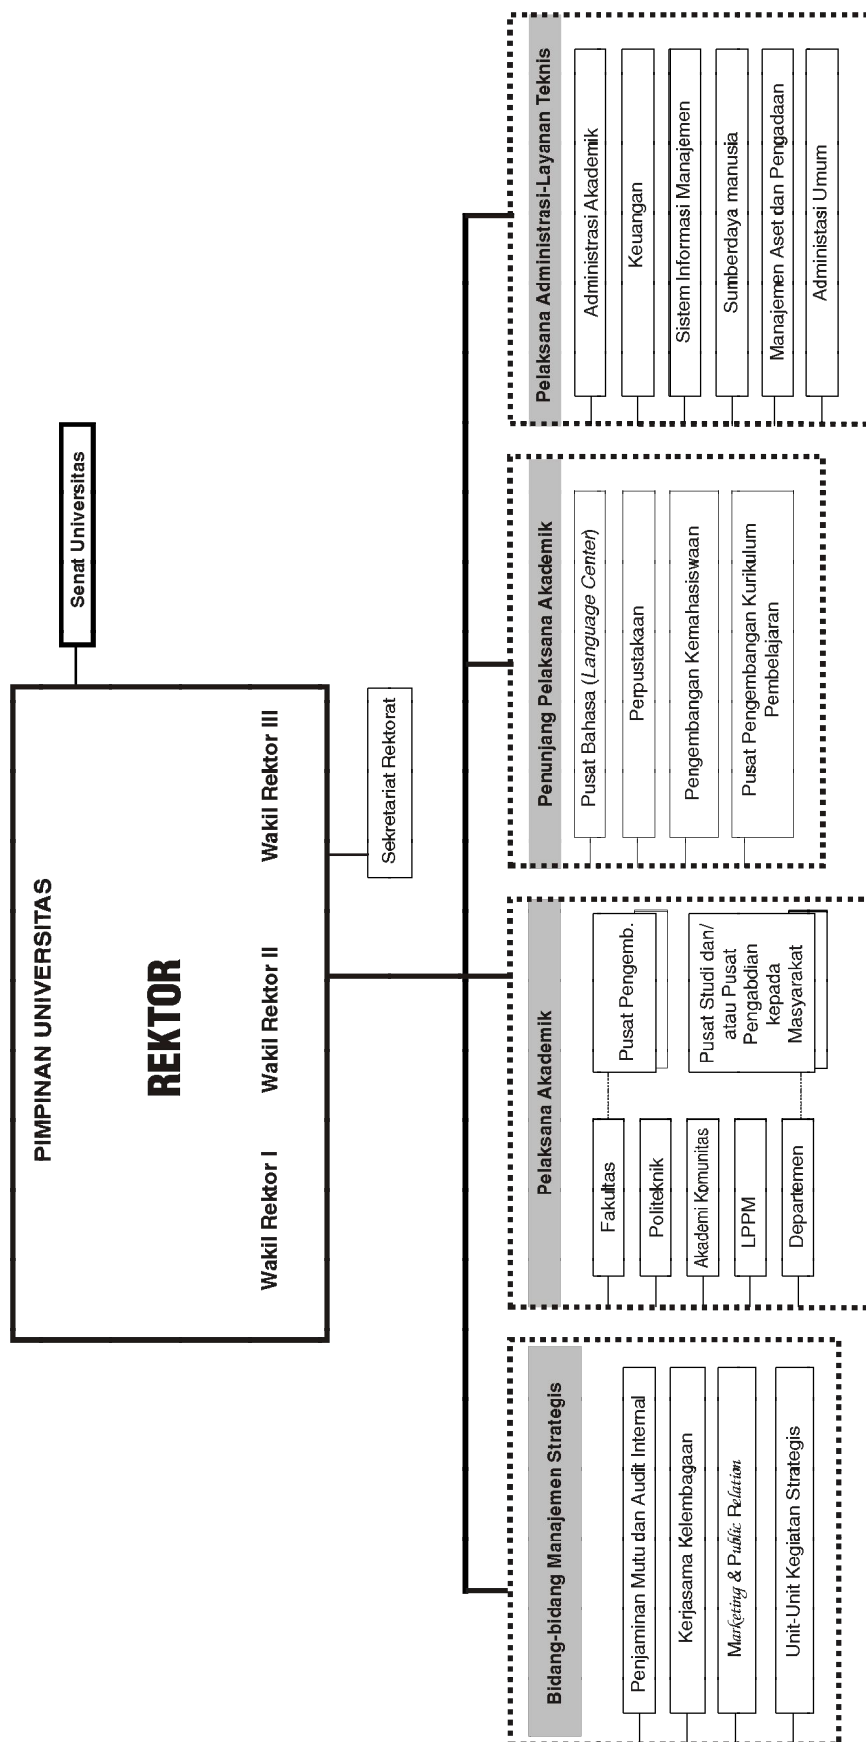 PIMPINAN UNIVERSITAS
REKTOR
Wakil Rektor I
Wakil Rektor II
Wakil Rektor III
Senat Universitas
Sekretariat Rektorat
Bidang-bidang Manajemen Strategis
Penjaminan Mutu dan Audit Internal
Kerjasama Kelembagaan
Marketing & Public Relation
Unit-Unit Kegiatan Strategis
Pelaksana Akademik
Fakultas
Politeknik
Akademi Komunitas
LPPM
Departemen
Pusat Pengemb.
Pusat Studi dan/
atau Pusat
Pengabdian
kepada
Masyarakat
Penunjang Pelaksana Akademik
Pusat Bahasa (Language Center)
Perpustakaan
Pengembangan Kemahasiswaan
Pusat Pengembangan Kurikulum
Pembelajaran
Pelaksana Administrasi-Layanan Teknis
Administrasi Akademik
Keuangan
Sistem Informasi Manajemen
Sumberdaya manusia
Manajemen Aset dan Pengadaan
Administasi Umum